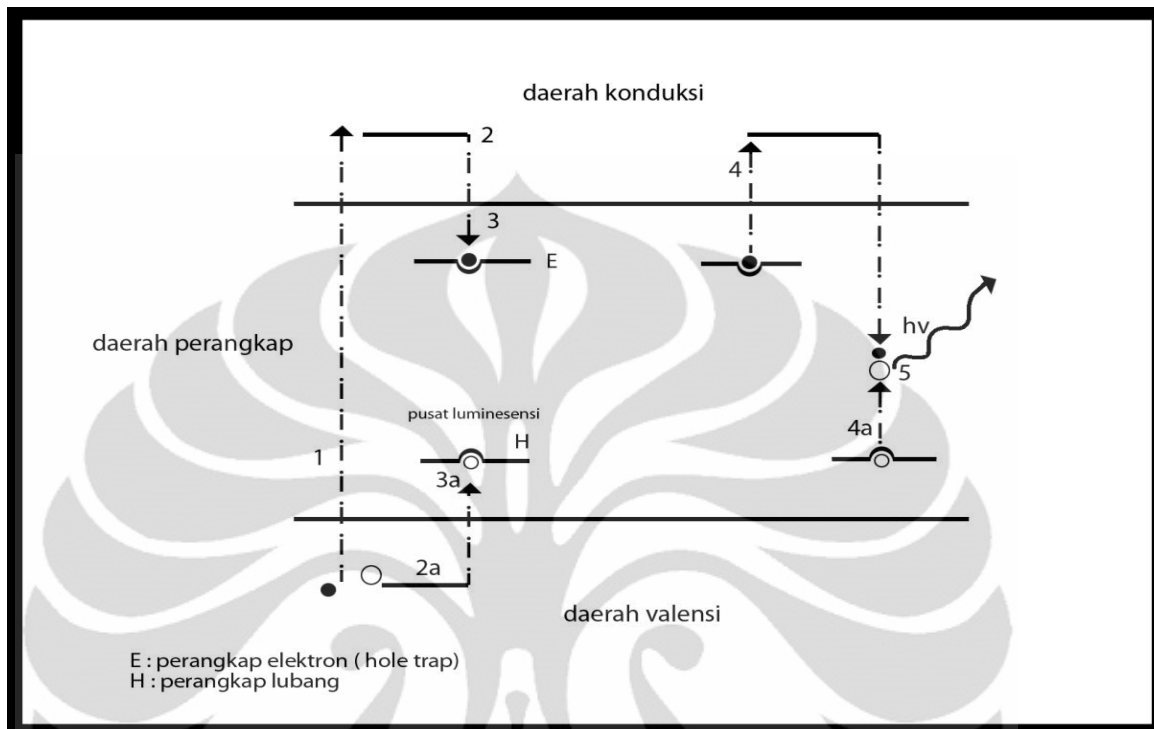 daerah konduksi
2
4
3
E
hv
daerah perangkap
5
pusat luminesensi
H
4a
1
3a
2a
daerah valensi
E : perangkap elektron ( hole trap)
H : perangkap lubang